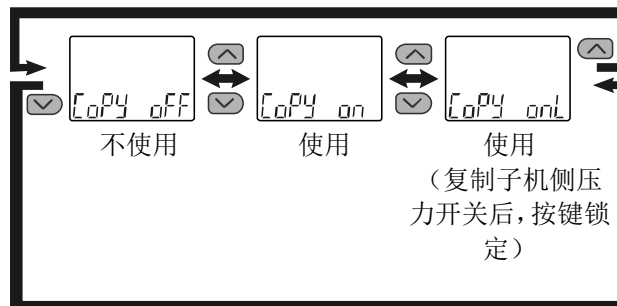 CoPY oFF
CoPY on
CoPY onL
不使用
使用
使用
（复制子机侧压
力开关后,按键锁
定）